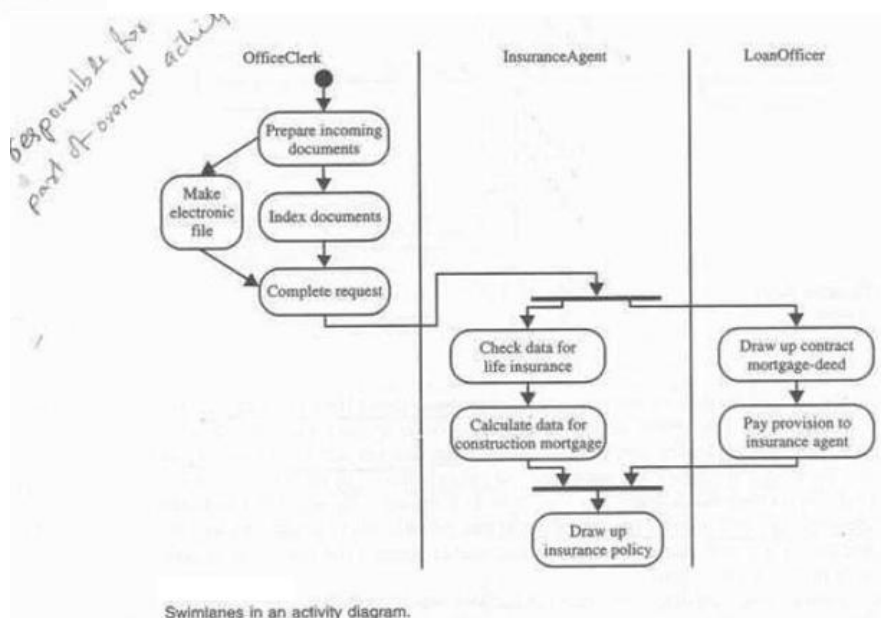 responsible for
part of overall activity
OfficeClerk
InsuranceAgent
LoanOfficer
Prepare incoming
documents
Make
electronic
file
Index documents
Complete request
Check data for
life insurance
Draw up contract
mortgage-deed
Calculate data for
construction mortgage
Pay provision to
insurance agent
Draw up
insurance policy
Swimlanes in an activity diagram.